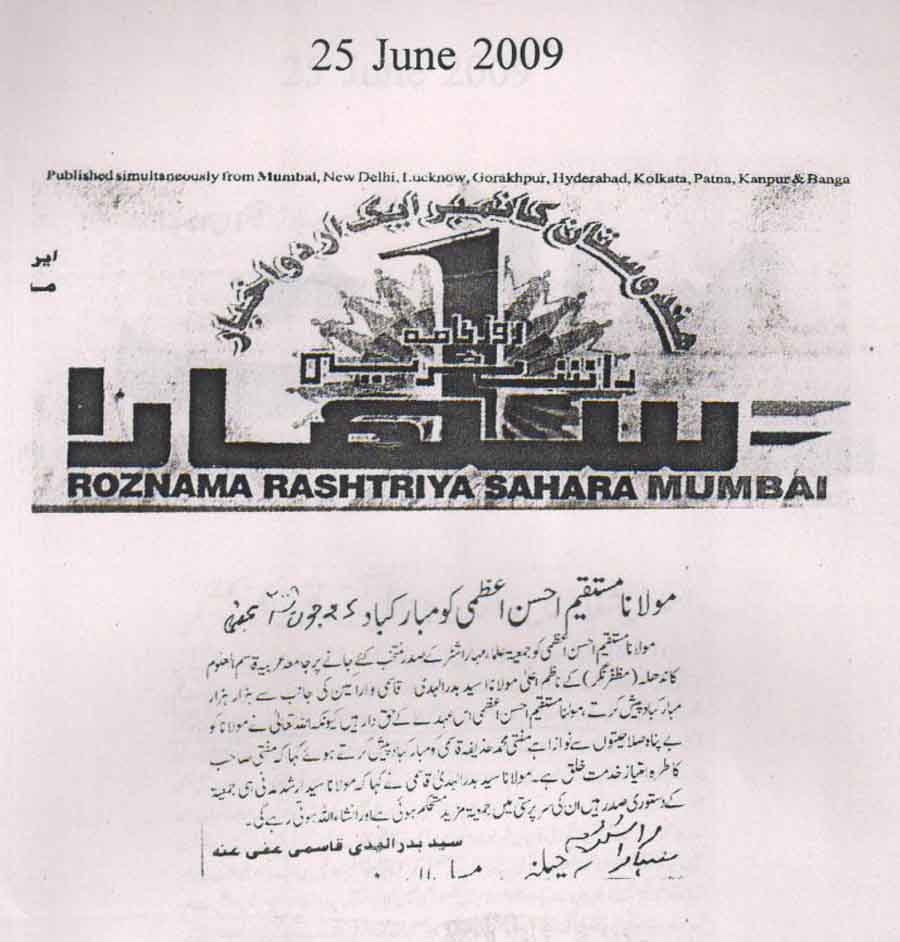 25 June 2009
Published simultaneously from Mumbai, New Delhi, Lucknow, Gorakhpur, Hyderabad, Kolkata, Patna, Kanpur & Banga
ہندوستان کا نمبر ایک اردو اخبار
ایر
ما
1
روزنامہ
راشٹریہ
سہارا
ROZNAMA RASHTRIYA SAHARA MUMBAI
مولانا مستقیم احسن اعظمی کو مبارکباد
مولانا مستقیم احسن اعظمی کو جمعیۃ علماء مہاراشٹر کے صدر منتخب کئے جانے پر جامعہ عربیہ قاسم العلوم
کاندھلہ (مظفرنگر) کے ناظم اعلیٰ مولانا سید بدرالہدیٰ قاسمی واراکین کی جانب سے ہزار ہزار
مبارکباد پیش کرتے، مولانا مستقیم احسن اعظمی اس عہدے کے حق دار ہیں کیونکہ اللہ تعالیٰ نے مولانا کو
بے پناہ صلاحیتوں سے نوازا ہے مفتی محمد حذیفہ قاسمی کو مبارکباد پیش کرتے ہوئے کہا کہ مفتی صاحب
کا طرہ امتیاز خدمت خلق ہے۔ مولانا سید بدرالہدیٰ قاسمی نے کہا کہ مولانا سید ارشد مدنی ہی جمعیۃ
کے دستوری صدر ہیں ان کی سرپرستی میں جمعیۃ مزید مستحکم ہوئی ہے اور انشاء اللہ ہوتی رہے گی۔
سید بدرالہدی قاسمی عفی عنہ